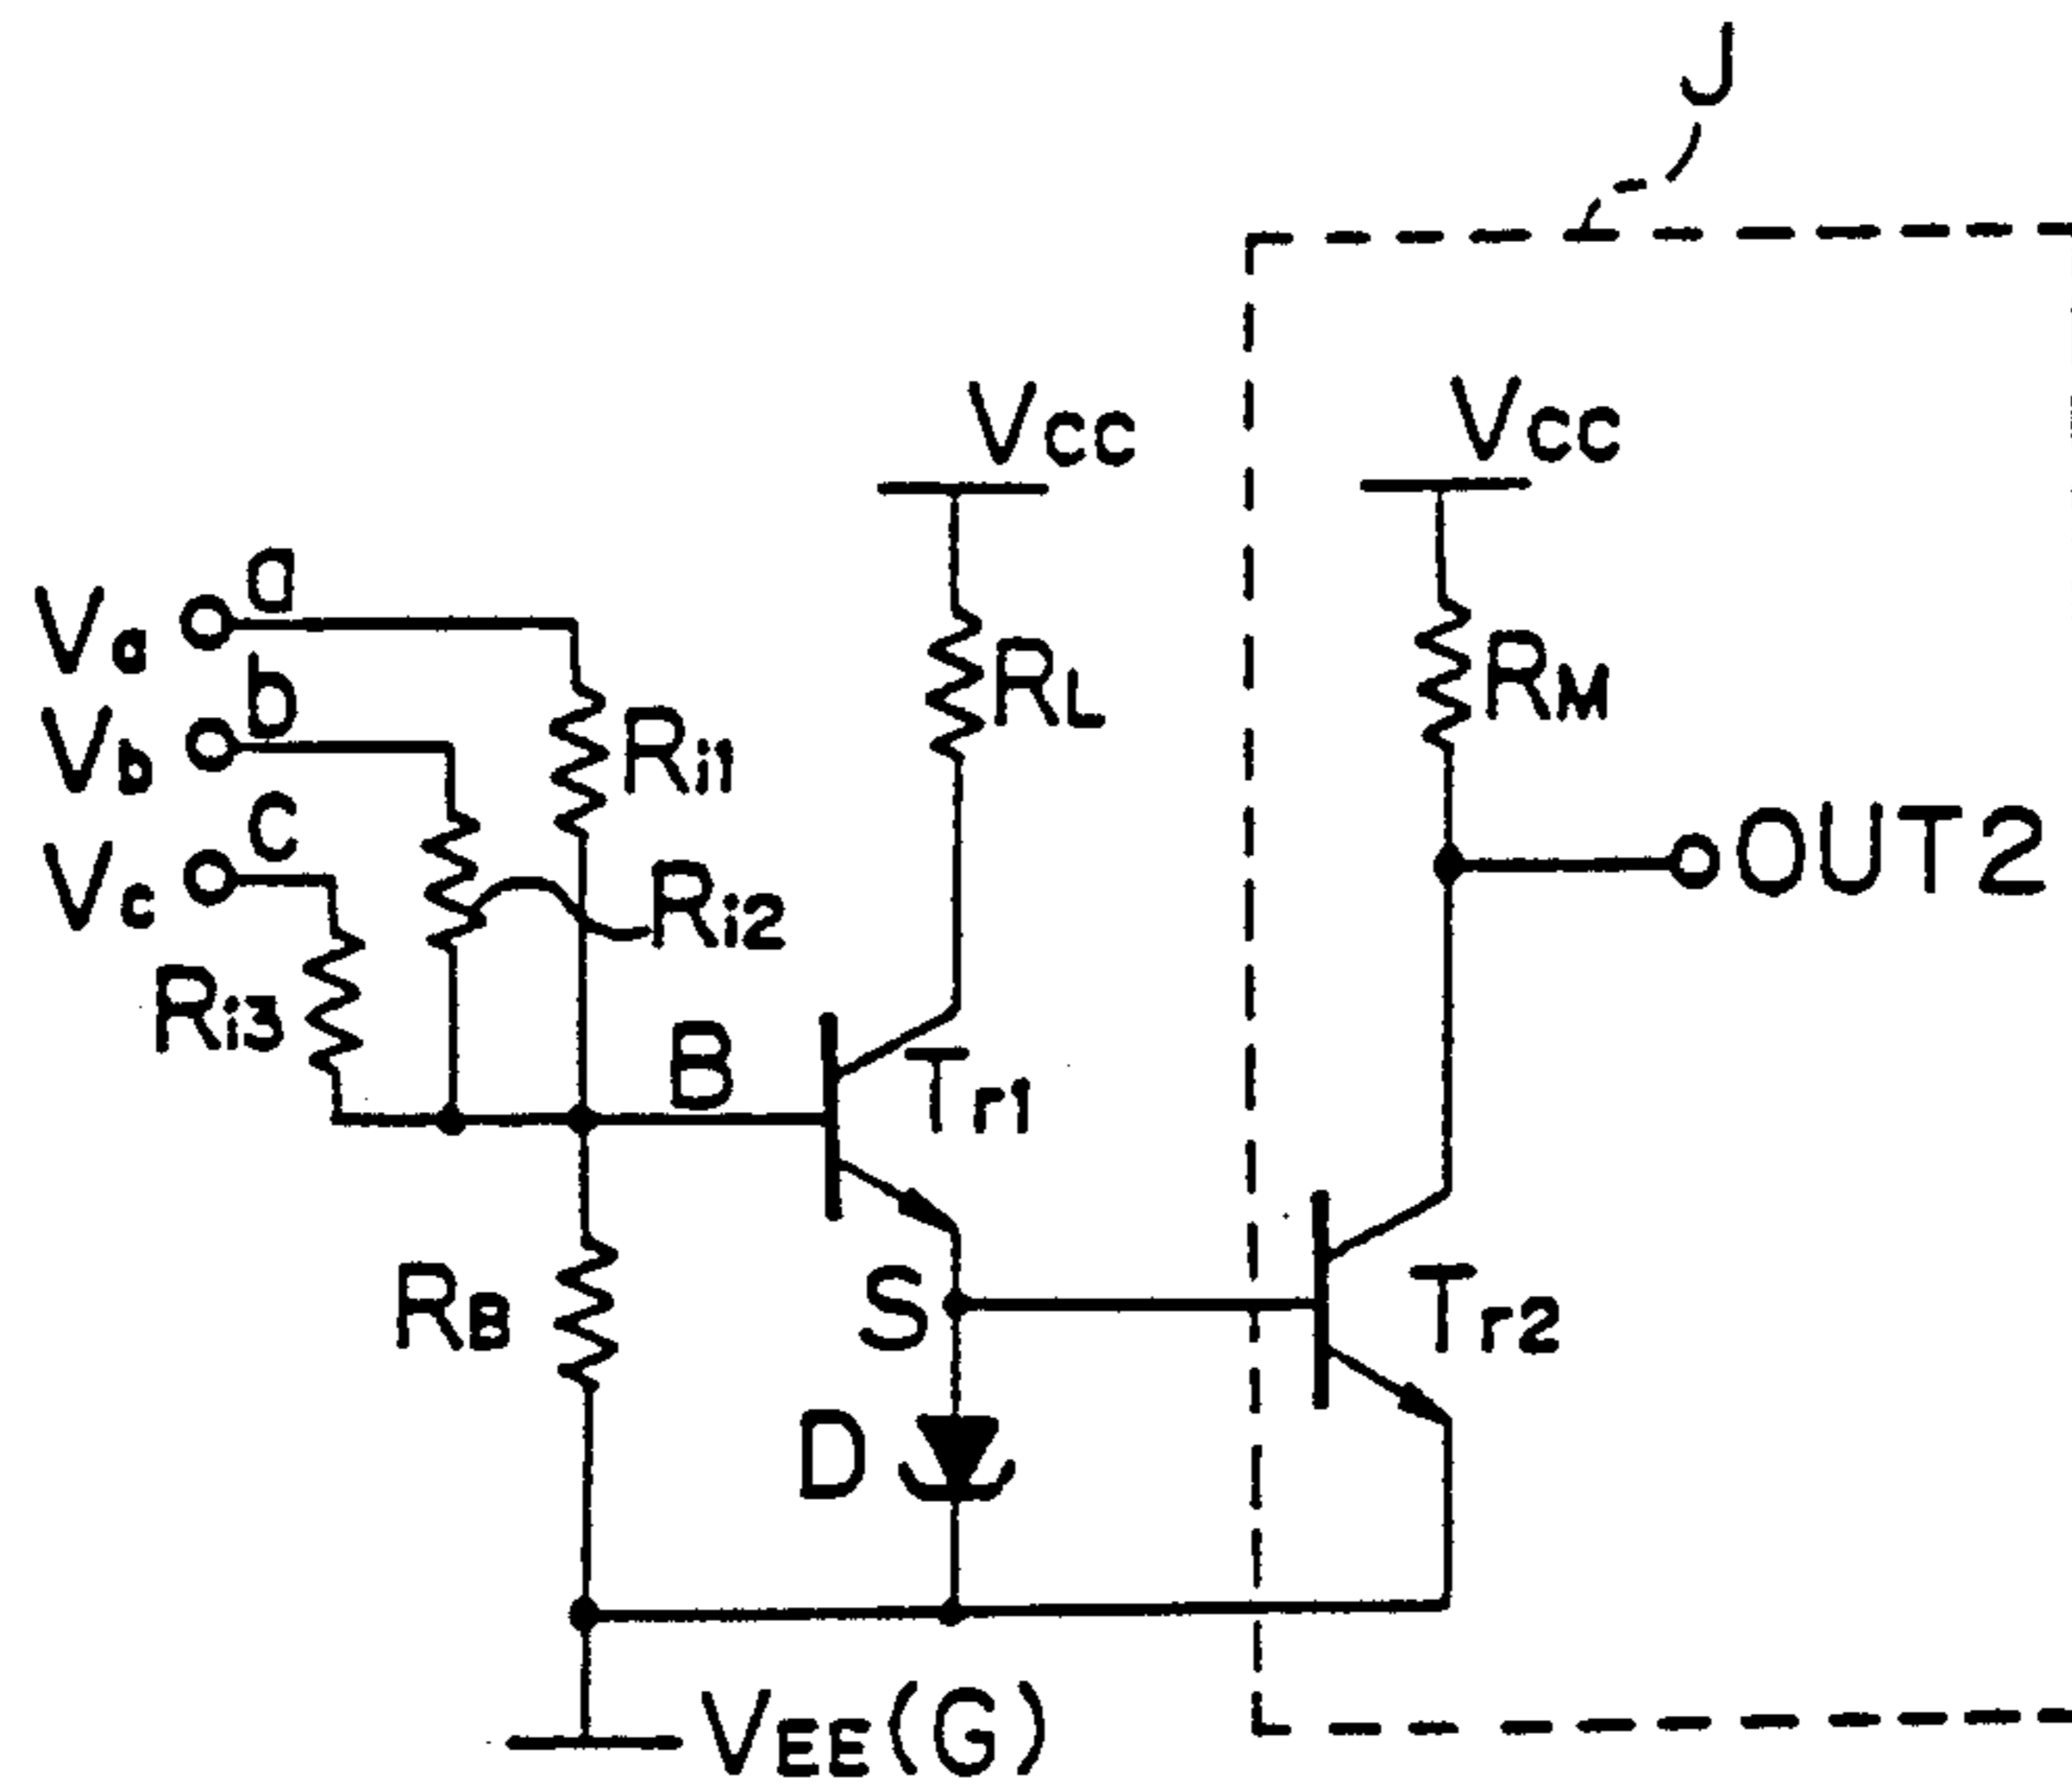 J
Vcc
Vcc
a
Va
Ri1
RL
RM
b
Vb
c
Vc
OUT2
Ri2
Ri3
B
Tr1
RB
S
Tr2
D
VEE(G)